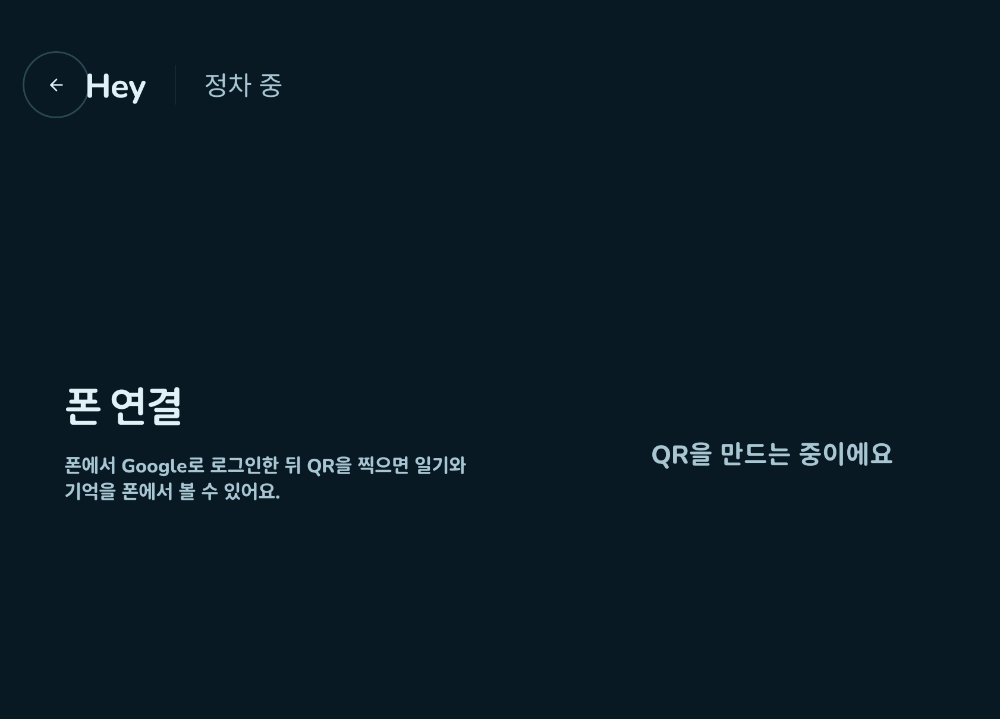 Hey
정차 중
폰 연결
폰에서 Google로 로그인한 뒤 QR을 찍으면 일기와
기억을 폰에서 볼 수 있어요.
QR을 만드는 중이에요